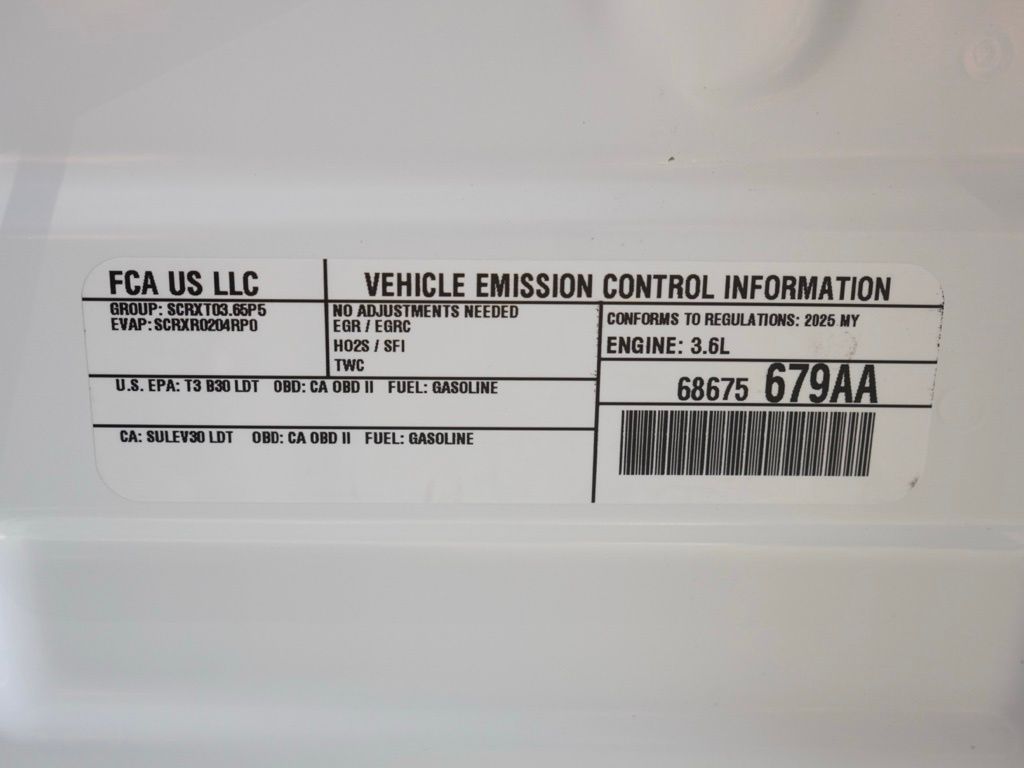 FCA US LLC
VEHICLE EMISSION CONTROL INFORMATION
GROUP: SCRXT03.65P5
EVAP: SCRXR0204RP0
NO ADJUSTMENTS NEEDED
EGR / EGRC
HO2S / SFI
TWC
CONFORMS TO REGULATIONS: 2025 MY
ENGINE: 3.6L
68675 679AA
U.S. EPA: T3 B30 LDT OBD: CA OBD II FUEL: GASOLINE
CA: SULEV30 LDT OBD: CA OBD II FUEL: GASOLINE